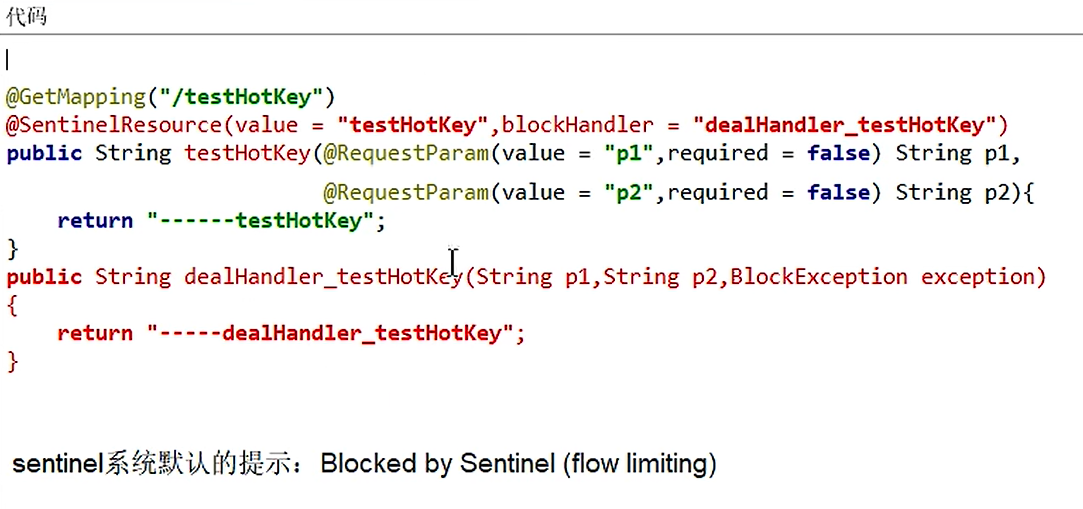 代码
@GetMapping("/testHotKey")
@SentinelResource(value = "testHotKey",blockHandler = "dealHandler_testHotKey")
public String testHotKey(@RequestParam(value = "p1",required = false) String p1,
@RequestParam(value = "p2",required = false) String p2){
return "------testHotKey";
}
public String dealHandler_testHotKey(String p1,String p2,BlockException exception)
{
return "-----dealHandler_testHotKey";
}
sentinel系统默认的提示：Blocked by Sentinel (flow limiting)